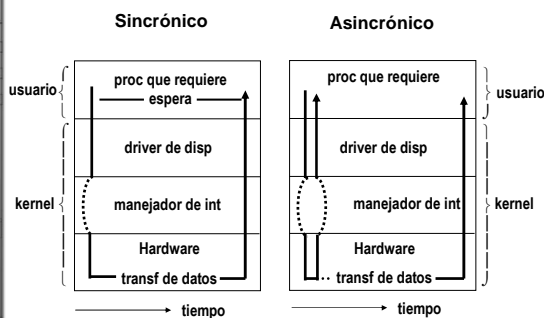 Sincrónico
Asincrónico
usuario
proc que requiere
espera
driver de disp
kernel
manejador de int
Hardware
transf de datos
tiempo
proc que requiere
usuario
driver de disp
manejador de int
kernel
Hardware
transf de datos
tiempo